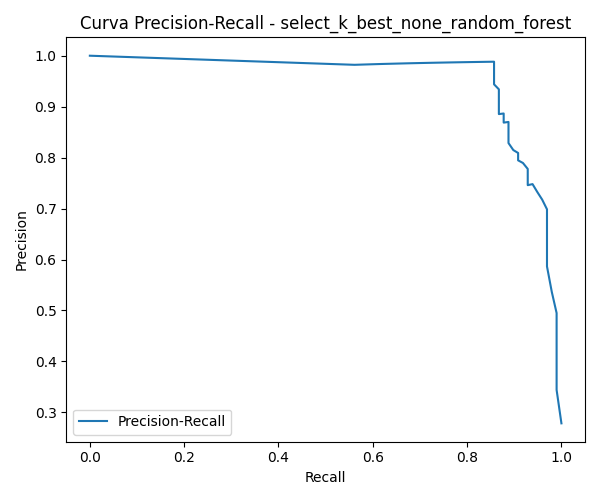 Curva Precision-Recall - select_k_best_none_random_forest
Precision
1.0
0.9
0.8
0.7
0.6
0.5
0.4
0.3
Precision-Recall
0.0 0.2 0.4 0.6 0.8 1.0
Recall